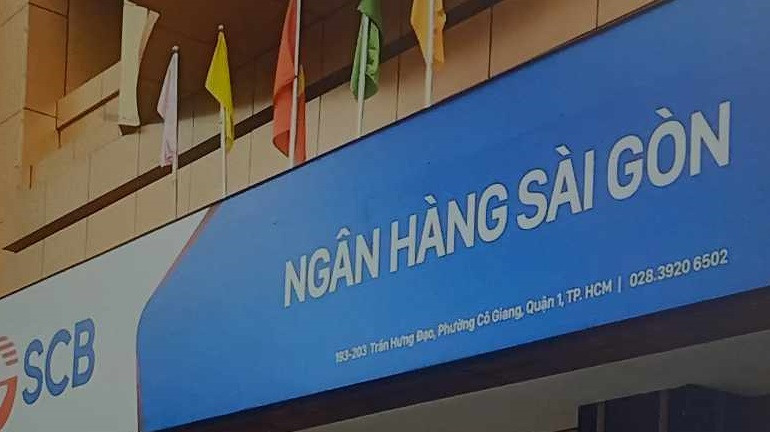 SCB
NGÂN HÀNG SÀI GÒN
193-203 Trần Hưng Đạo, Phường Cô Giang, Quận 1, TP. HCM | 028.3920 6502